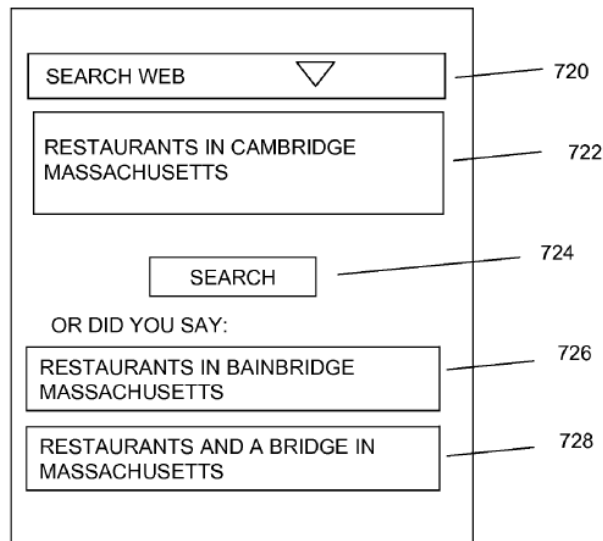 SEARCH WEB
720
RESTAURANTS IN CAMBRIDGE
MASSACHUSETTS
722
SEARCH
724
OR DID YOU SAY:
RESTAURANTS IN BAINBRIDGE
MASSACHUSETTS
726
RESTAURANTS AND A BRIDGE IN
MASSACHUSETTS
728